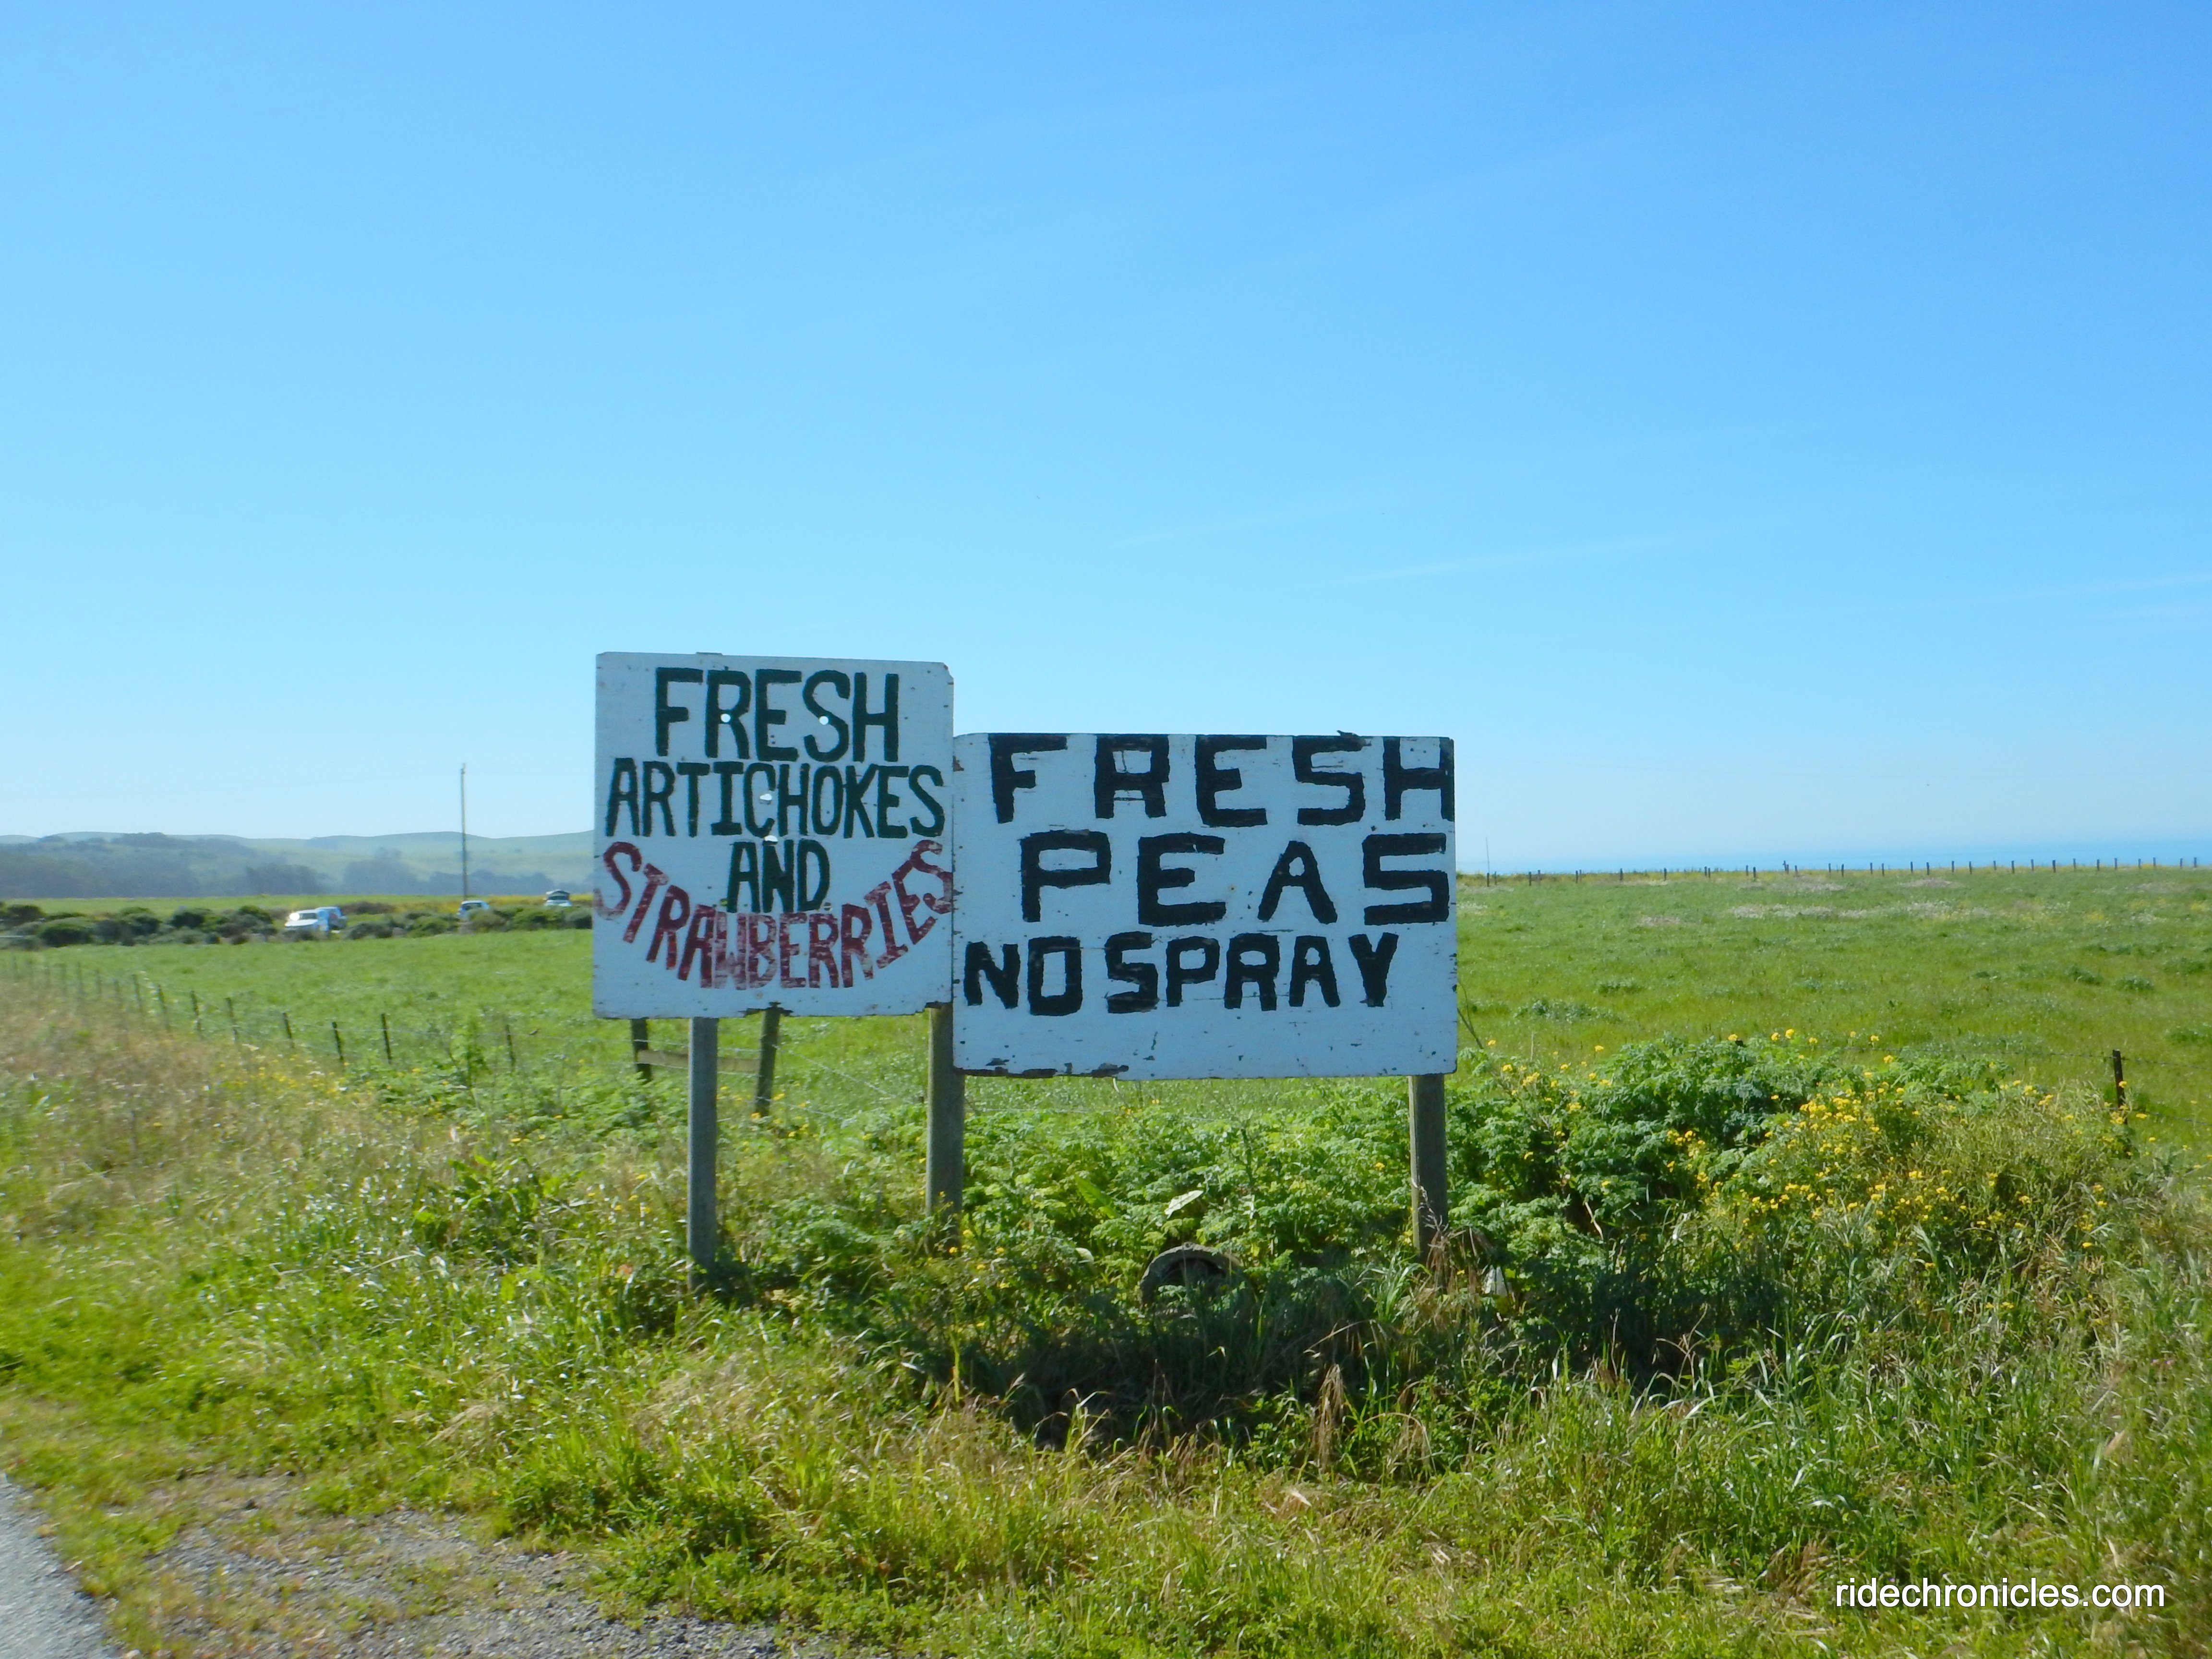 FRESH
ARTICHOKES
AND
STRAWBERRIES
FRESH
PEAS
NO SPRAY
ridechronicles.com